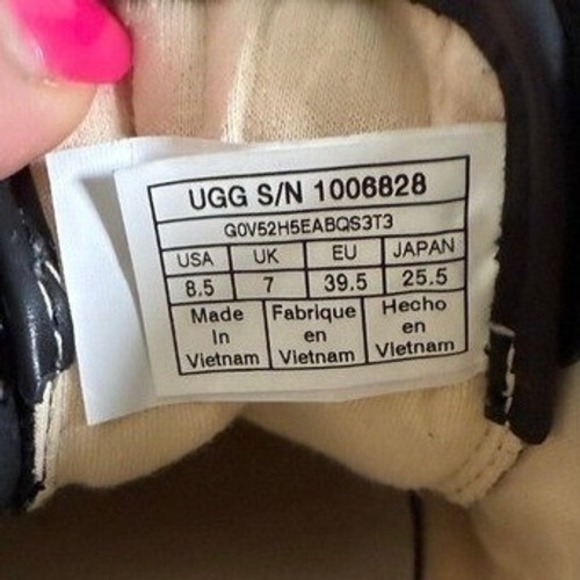 UGG S/N 1006828
G0V52H5EABQS3T3
USA UK EU JAPAN
8.5 7 39.5 25.5
Made Fabrique Hecho
In en en
Vietnam Vietnam Vietnam